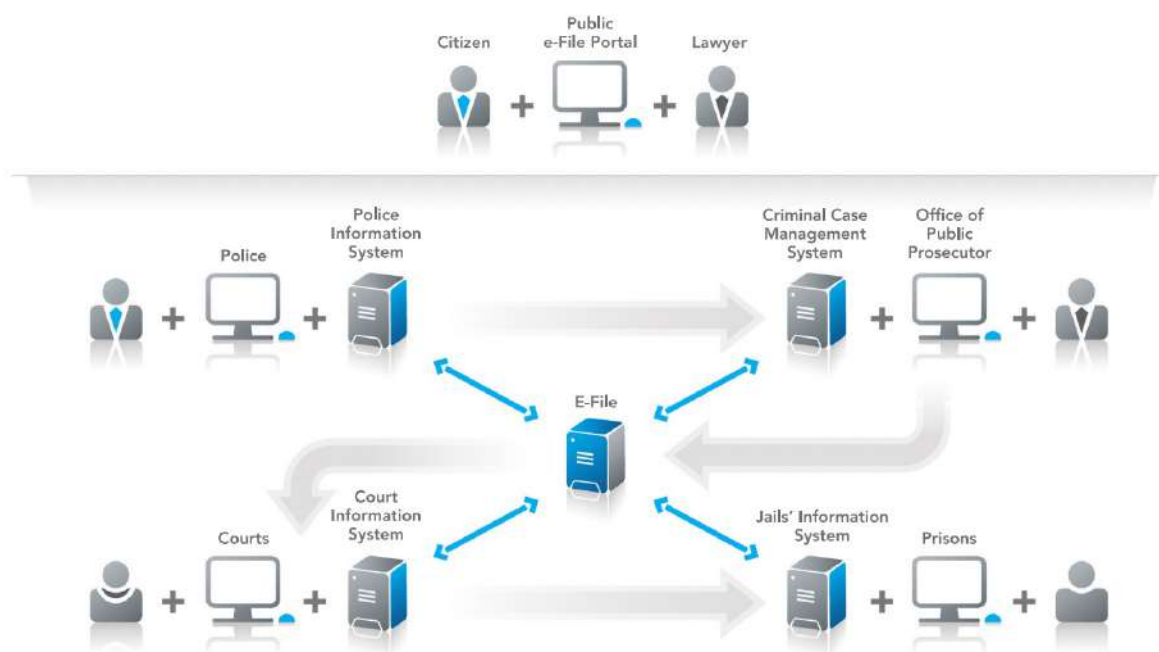 Citizen
Public
e-File Portal
Lawyer
Police
Police
Information
System
Criminal Case
Management
System
Office of
Public
Prosecutor
E-File
Courts
Court
Information
System
Jails' Information
System
Prisons